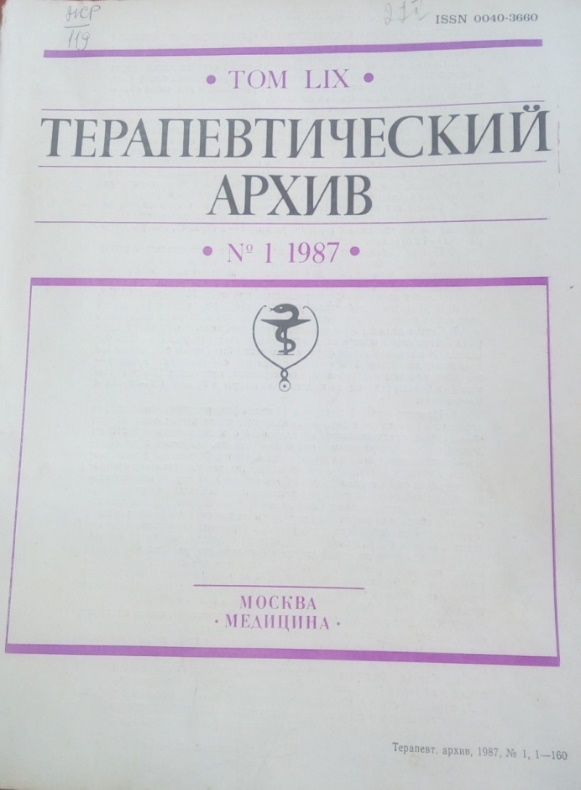 119
ISSN 0040-3660
• ТОМ LIX •
ТЕРАПЕВТИЧЕСКИЙ
АРХИВ
• № 1 1987 •
МОСКВА
· МЕДИЦИНА ·
Терапевт. архив, 1987, № 1, 1—160